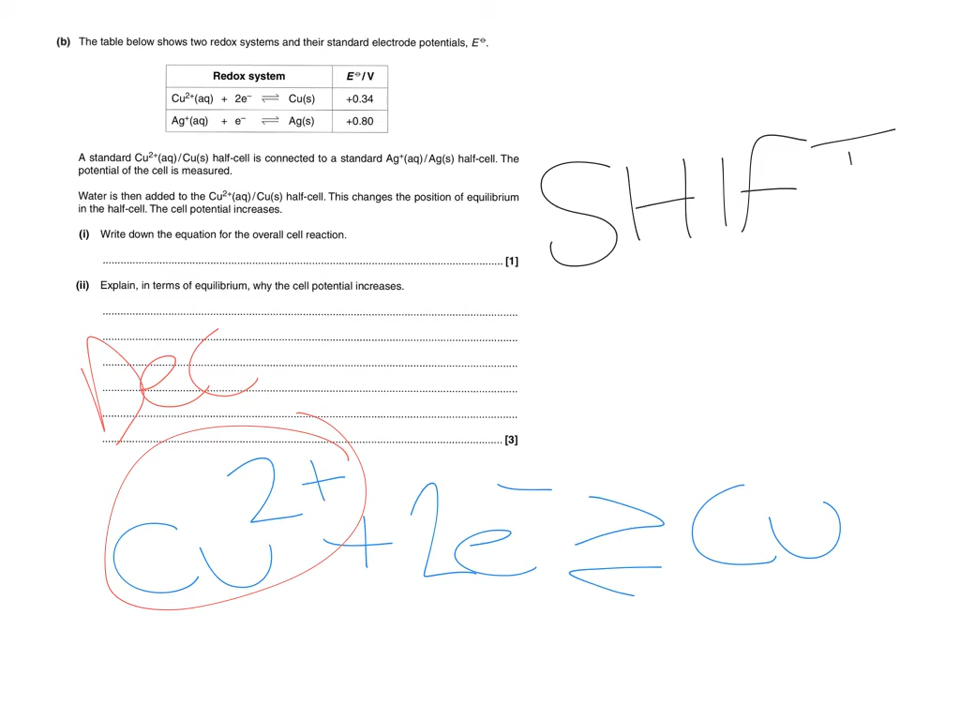 (b) The table below shows two redox systems and their standard electrode potentials, E⦵.
Redox system E⦵/V
Cu²⁺(aq) + 2e⁻ ⇌ Cu(s) +0.34
Ag⁺(aq) + e⁻ ⇌ Ag(s) +0.80
A standard Cu²⁺(aq)/Cu(s) half-cell is connected to a standard Ag⁺(aq)/Ag(s) half-cell. The
potential of the cell is measured.
Water is then added to the Cu²⁺(aq)/Cu(s) half-cell. This changes the position of equilibrium
in the half-cell. The cell potential increases.
SHIFT
(i) Write down the equation for the overall cell reaction.
[1]
(ii) Explain, in terms of equilibrium, why the cell potential increases.
Dec
[3]
Cu²⁺ + 2e⁻ ⇌ Cu